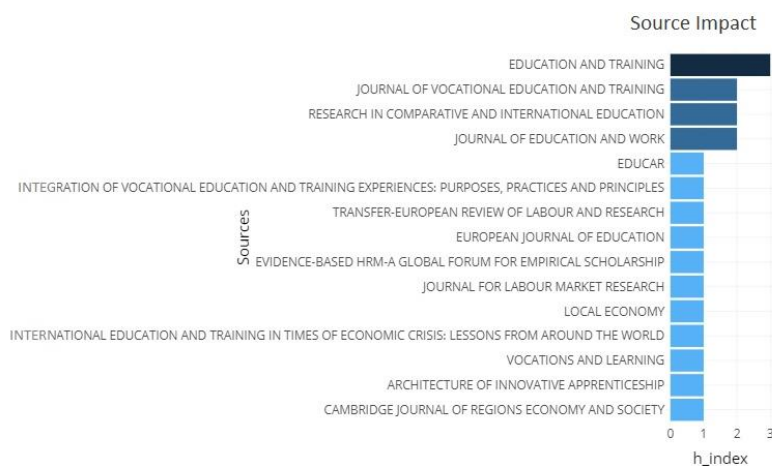 Source Impact
EDUCATION AND TRAINING
JOURNAL OF VOCATIONAL EDUCATION AND TRAINING
RESEARCH IN COMPARATIVE AND INTERNATIONAL EDUCATION
JOURNAL OF EDUCATION AND WORK
EDUCAR
INTEGRATION OF VOCATIONAL EDUCATION AND TRAINING EXPERIENCES: PURPOSES, PRACTICES AND PRINCIPLES
TRANSFER-EUROPEAN REVIEW OF LABOUR AND RESEARCH
EUROPEAN JOURNAL OF EDUCATION
EVIDENCE-BASED HRM-A GLOBAL FORUM FOR EMPIRICAL SCHOLARSHIP
JOURNAL FOR LABOUR MARKET RESEARCH
LOCAL ECONOMY
INTERNATIONAL EDUCATION AND TRAINING IN TIMES OF ECONOMIC CRISIS: LESSONS FROM AROUND THE WORLD
VOCATIONS AND LEARNING
ARCHITECTURE OF INNOVATIVE APPRENTICESHIP
CAMBRIDGE JOURNAL OF REGIONS ECONOMY AND SOCIETY
Sources
0 1 2 3
h_index